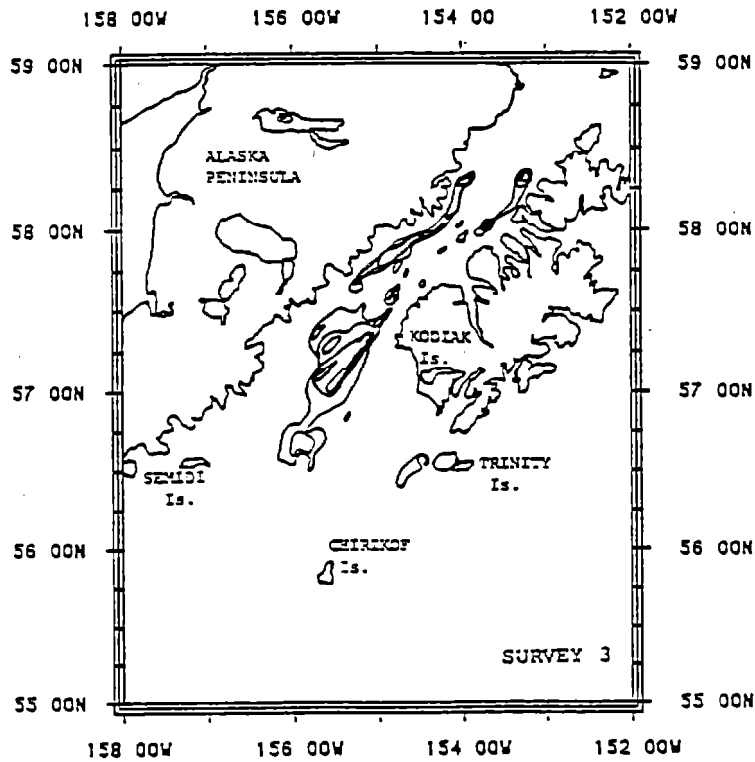 158 00W 156 00W 154 00 152 00W
59 00N 59 00N
ALASKA
PENINSULA
58 00N 58 00N
KODIAK
Is.
57 00N 57 00N
SEMIDI
Is.
TRINITY
Is.
56 00N 56 00N
CHIRIKOF
Is.
SURVEY 3
55 00N 55 00N
158 00W 156 00W 154 00W 152 00W